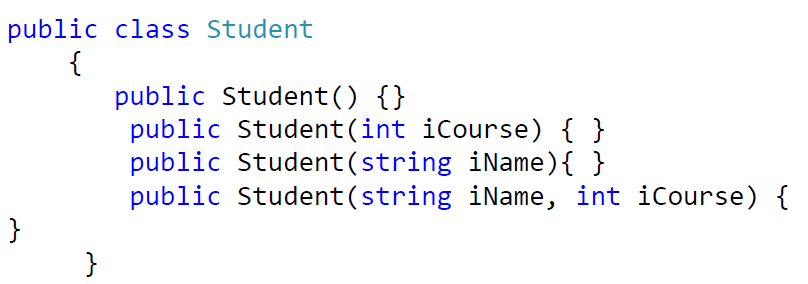 public class Student
{
public Student() {}
public Student(int iCourse) { }
public Student(string iName){ }
public Student(string iName, int iCourse) {
}
}